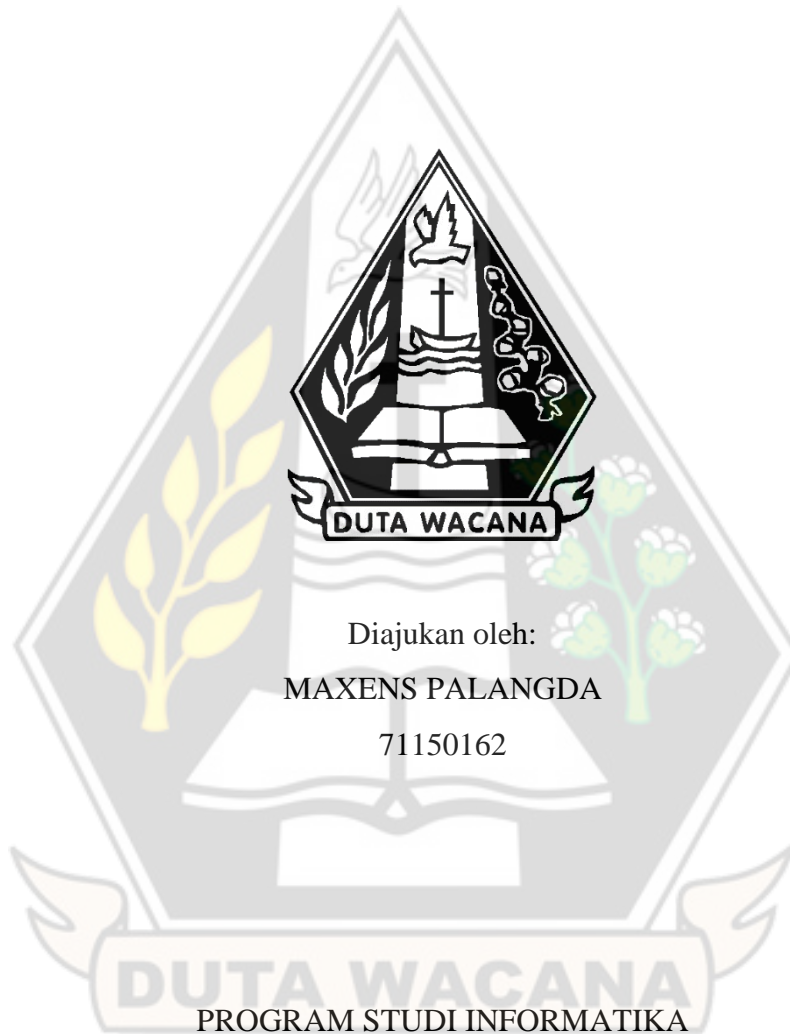 DUTA WACANA
Diajukan oleh:
MAXENS PALANGDA
71150162
DUTA WACANA
PROGRAM STUDI INFORMATIKA